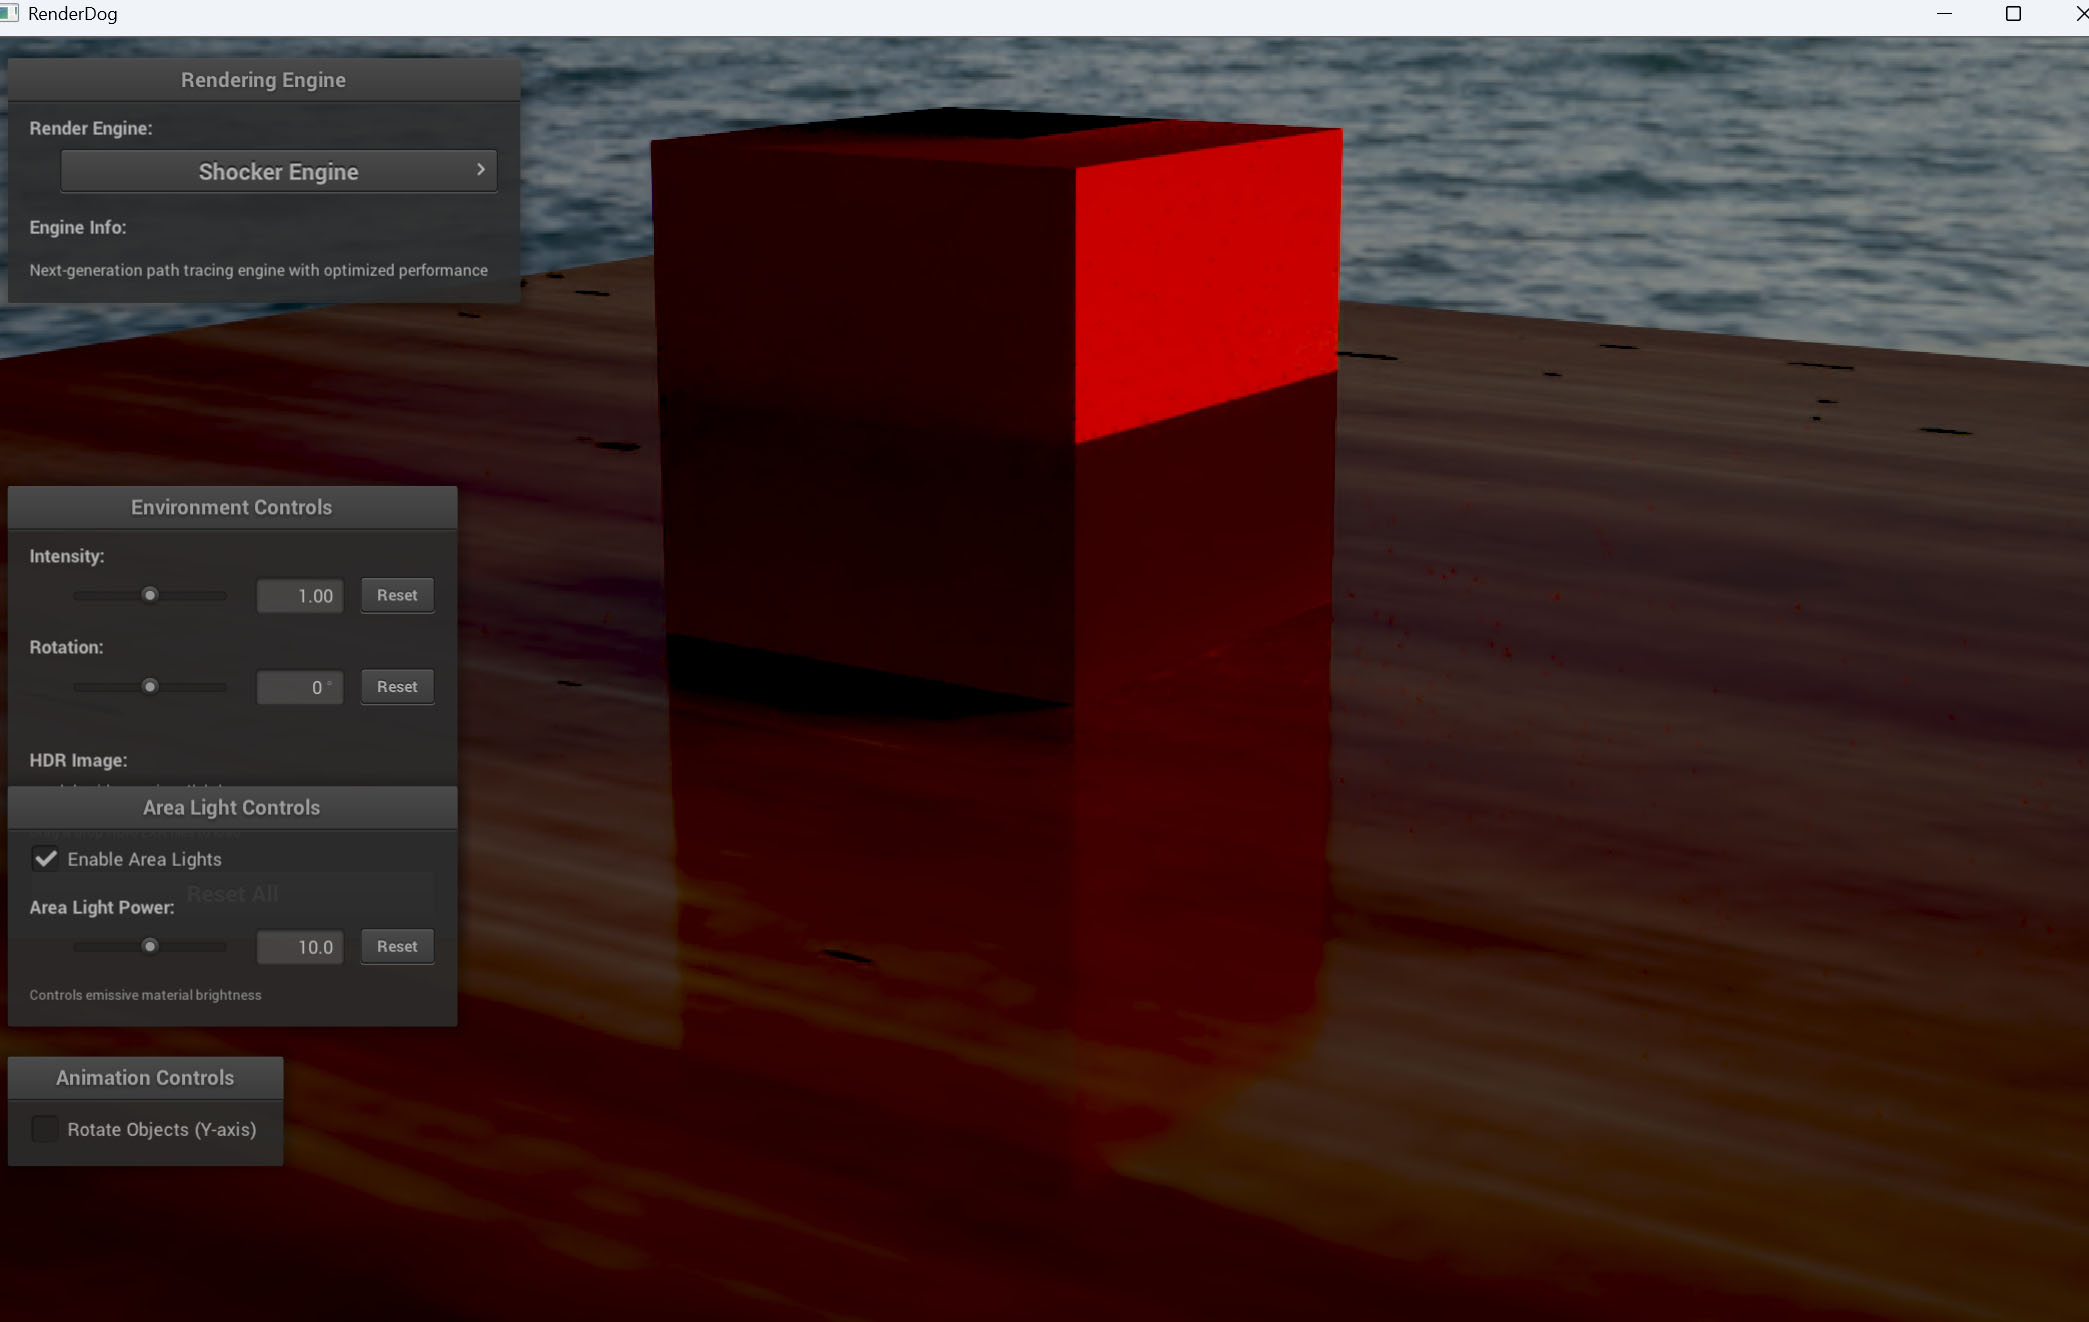 RenderDog
Rendering Engine
Render Engine:
Shocker Engine
Engine Info:
Next-generation path tracing engine with optimized performance
Environment Controls
Intensity:
1.00
Reset
Rotation:
0 °
Reset
HDR Image:
Area Light Controls
Enable Area Lights
Reset All
Area Light Power:
10.0
Reset
Controls emissive material brightness
Animation Controls
Rotate Objects (Y-axis)